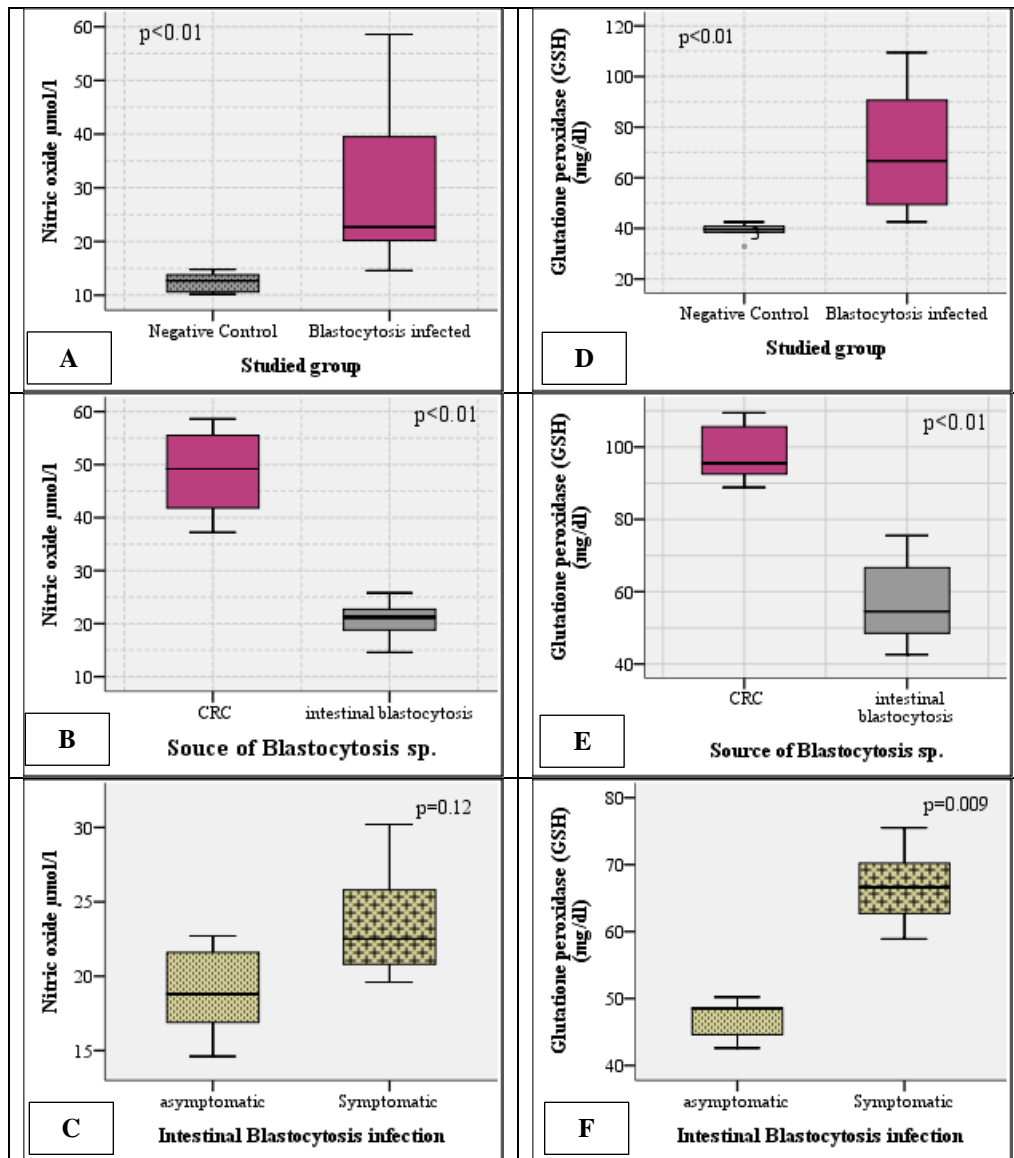 p<0.01
Nitric oxide µmol/l
60
50
40
30
20
10
Negative Control
Blastocytosis infected
Studied group
A
p<0.01
Glutatione peroxidase (GSH)
(mg/dl)
120
100
80
60
40
20
Negative Control
Blastocytosis infected
Studied group
D
p<0.01
Nitric oxide µmol/l
60
50
40
30
20
10
CRC
intestinal blastocytosis
Souce of Blastocytosis sp.
B
p<0.01
Glutatione peroxidase (GSH)
(mg/dl)
100
80
60
40
CRC
intestinal
blastocytosis
Source of Blastocytosis sp.
E
p=0.12
Nitric oxide µmol/l
30
25
20
15
asymptomatic
Symptomatic
Intestinal Blastocytosis infection
C
p=0.009
Glutatione peroxidase (GSH)
(mg/dl)
80
70
60
50
40
asymptomatic
Symptomatic
Intestinal Blastocytosis infection
F